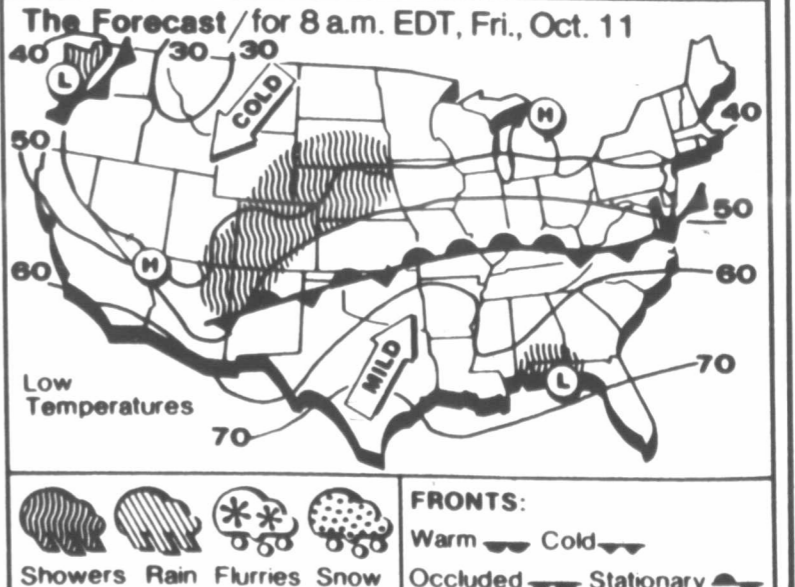 The Forecast / for 8 a.m. EDT, Fri., Oct. 11
40
30
30
L
COLD
H
40
50
50
H
60
60
MILD
L
70
Low
Temperatures
70
FRONTS:
Warm Cold
Showers Rain Flurries Snow
Occluded Stationary